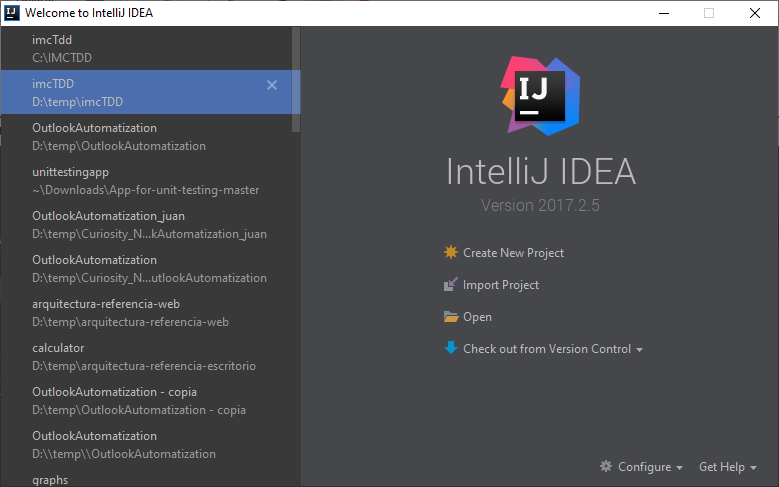 Welcome to IntelliJ IDEA
imcTdd
C:\IMCTDD
imcTDD
D:\temp\imcTDD
OutlookAutomatization
D:\temp\OutlookAutomatization
unittestingapp
~\Downloads\App-for-unit-testing-master
OutlookAutomatization_juan
D:\temp\Curiosity_N...kAutomatization_juan
OutlookAutomatization
D:\temp\Curiosity_N...utlookAutomatization
arquitectura-referencia-web
D:\temp\arquitectura-referencia-web
calculator
D:\temp\arquitectura-referencia-escritorio
OutlookAutomatization - copia
D:\temp\OutlookAutomatization - copia
OutlookAutomatization
D:\\temp\\OutlookAutomatization
graphs
IJ
IntelliJ IDEA
Version 2017.2.5
Create New Project
Import Project
Open
Check out from Version Control
Configure
Get Help